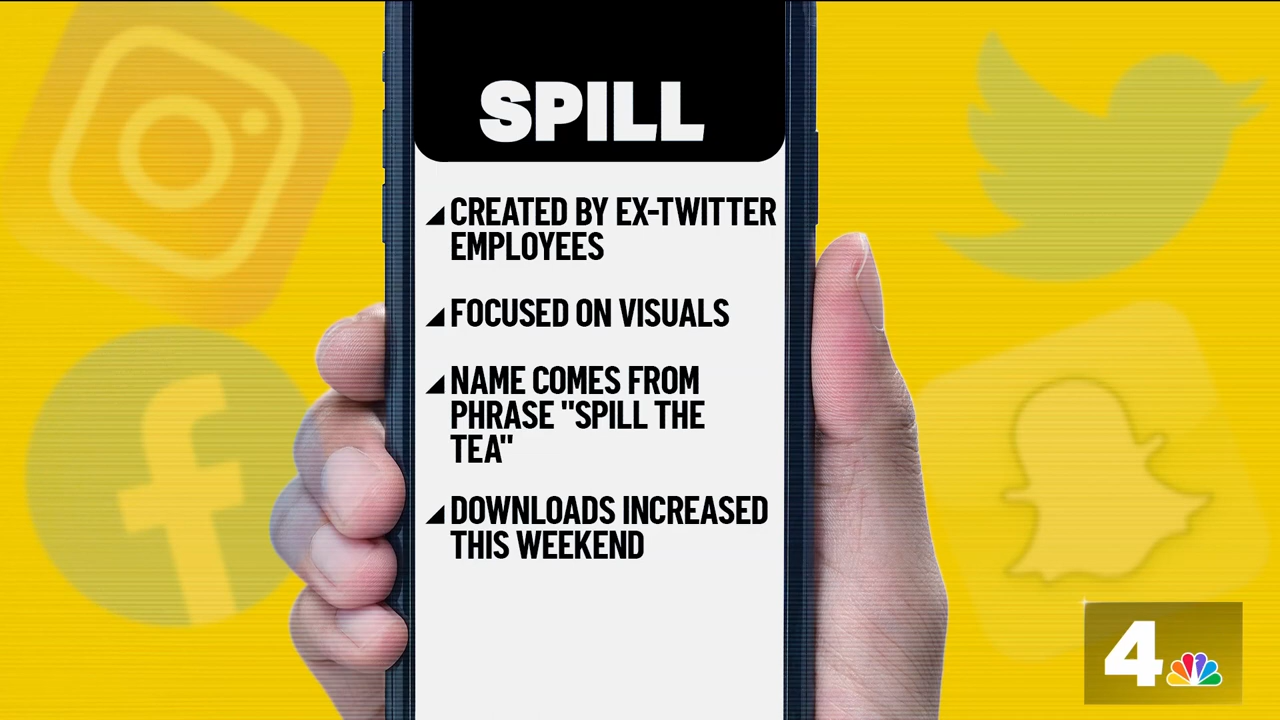 SPILL
CREATED BY EX-TWITTER
EMPLOYEES
FOCUSED ON VISUALS
NAME COMES FROM
PHRASE "SPILL THE
TEA"
DOWNLOADS INCREASED
THIS WEEKEND
4